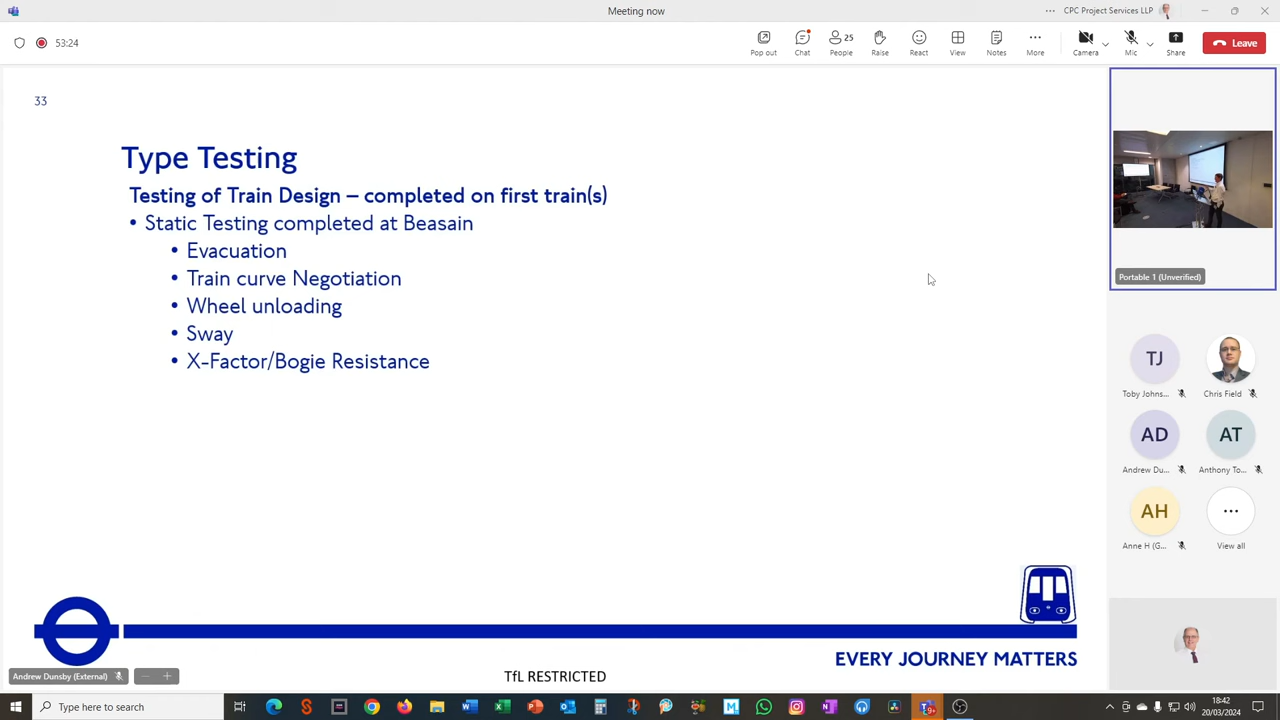 Meeting now
CPC Project Services LLP
53:24
Pop out
Chat
25
People
Raise
React
View
Notes
More
Camera
Mic
Share
Leave
33
Type Testing
Testing of Train Design – completed on first train(s)
• Static Testing completed at Beasain
• Evacuation
• Train curve Negotiation
• Wheel unloading
• Sway
• X-Factor/Bogie Resistance
EVERY JOURNEY MATTERS
TfL RESTRICTED
Andrew Dunsby (External)
Portable 1 (Unverified)
TJ
Toby Johns...
Chris Field
AD
Andrew Du...
AT
Anthony To...
AH
Anne H (G...
View all
Type here to search
18:42
20/03/2024